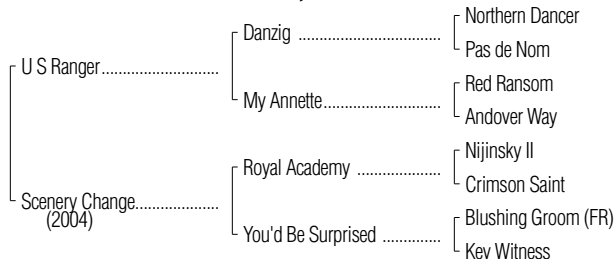 Northern Dancer
Danzig ..............................
Pas de Nom
U S Ranger.........................
Red Ransom
My Annette.........................
Andover Way
Nijinsky II
Royal Academy ..................
Crimson Saint
Scenery Change..................
(2004)
Blushing Groom (FR)
You'd Be Surprised .............
Key Witness